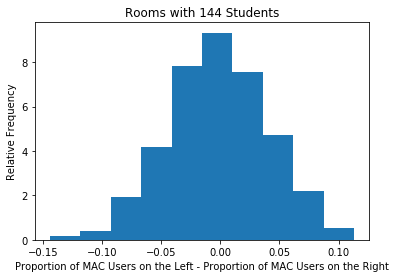 Rooms with 144 Students
Relative Frequency
8
6
4
2
0
−0.15 −0.10 −0.05 0.00 0.05 0.10
Proportion of MAC Users on the Left - Proportion of MAC Users on the Right